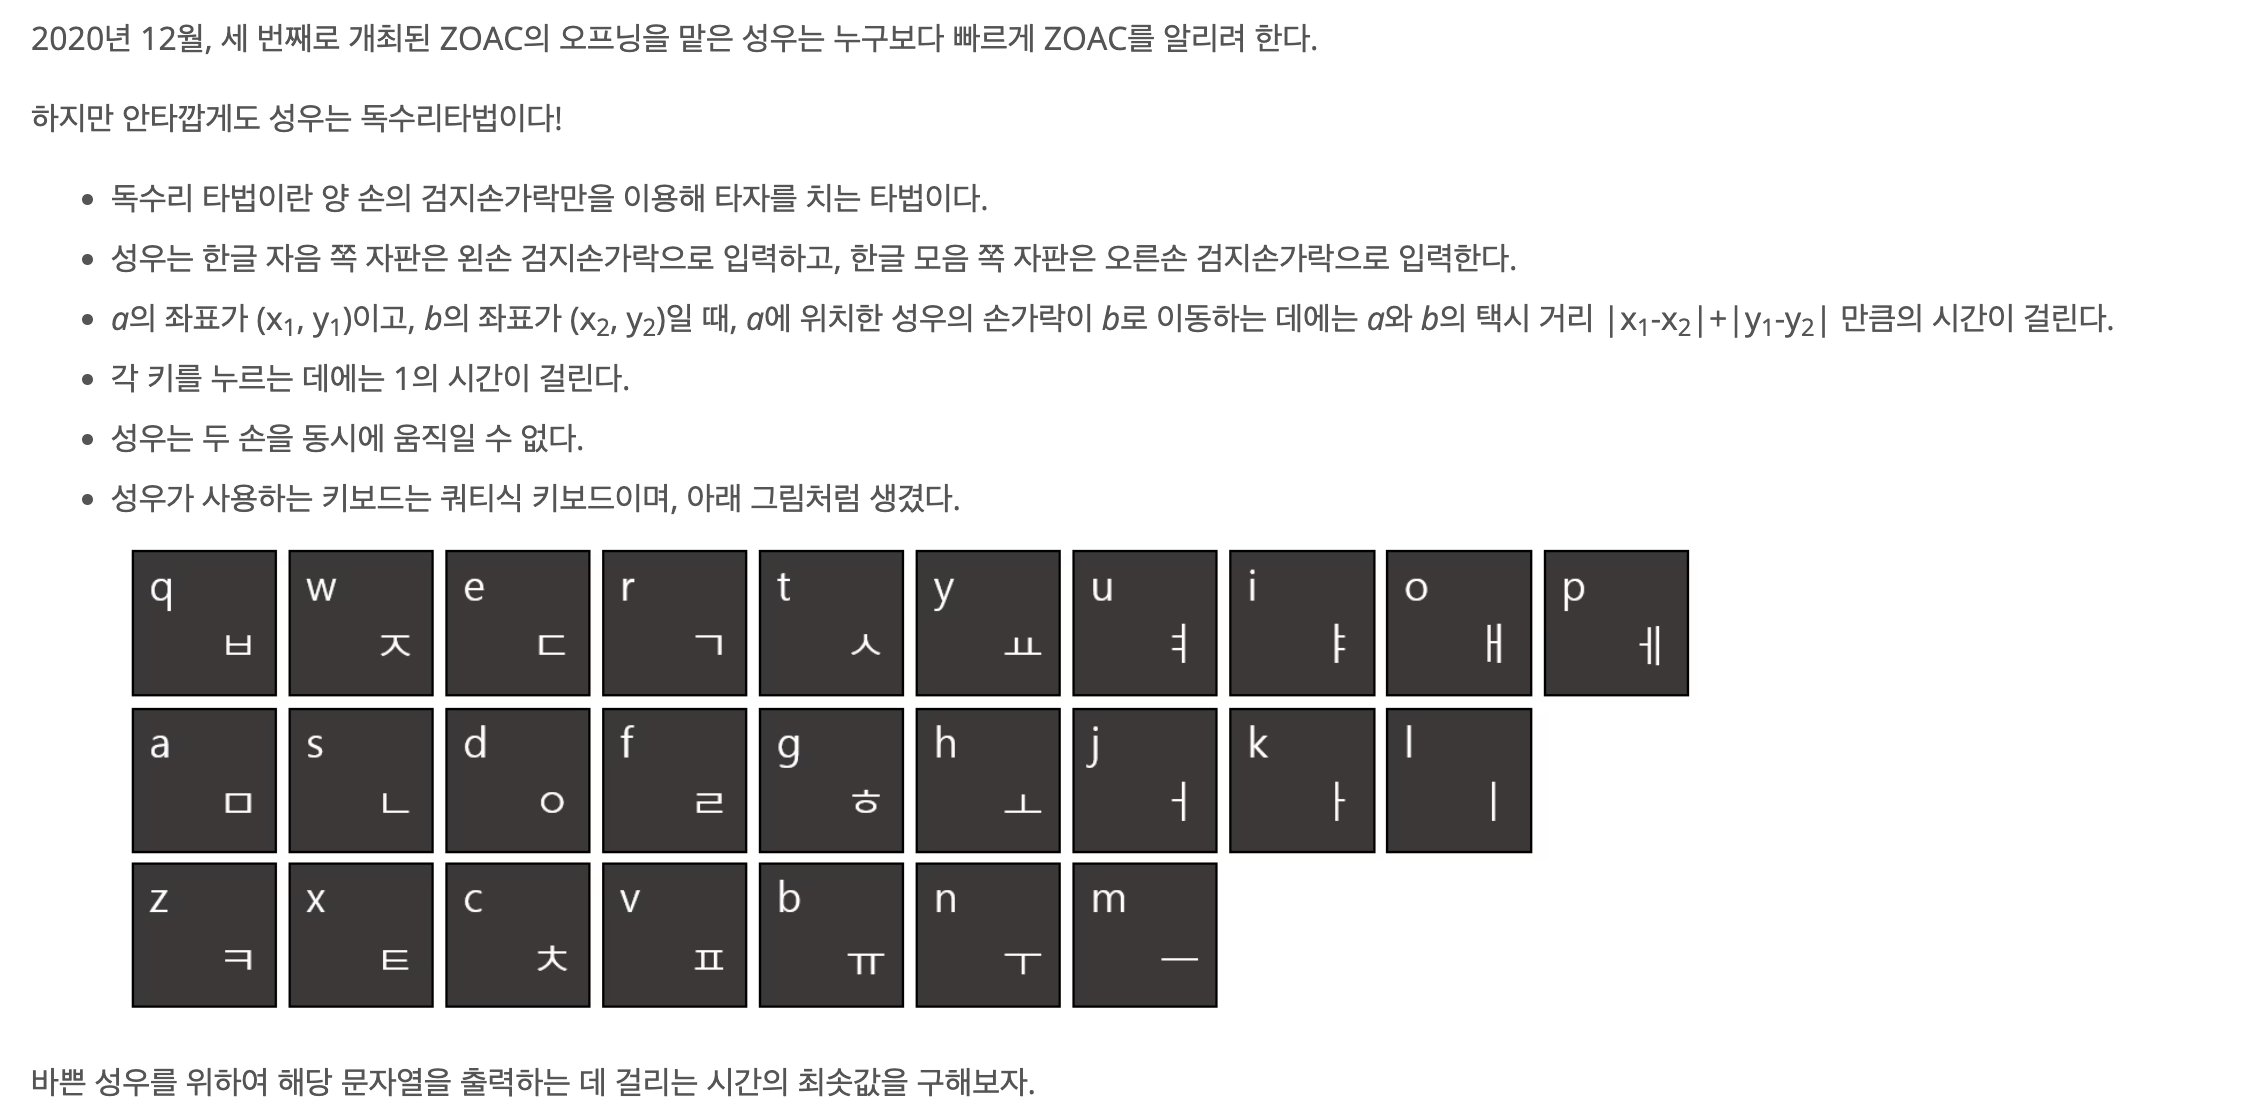 2020년 12월, 세 번째로 개최된 ZOAC의 오프닝을 맡은 성우는 누구보다 빠르게 ZOAC를 알리려 한다.
하지만 안타깝게도 성우는 독수리타법이다!
• 독수리 타법이란 양 손의 검지손가락만을 이용해 타자를 치는 타법이다.
• 성우는 한글 자음 쪽 자판은 왼손 검지손가락으로 입력하고, 한글 모음 쪽 자판은 오른손 검지손가락으로 입력한다.
• a의 좌표가 (x₁, y₁)이고, b의 좌표가 (x₂, y₂)일 때, a에 위치한 성우의 손가락이 b로 이동하는 데에는 a와 b의 택시 거리 |x₁-x₂|+|y₁-y₂| 만큼의 시간이 걸린다.
• 각 키를 누르는 데에는 1의 시간이 걸린다.
• 성우는 두 손을 동시에 움직일 수 없다.
• 성우가 사용하는 키보드는 쿼티식 키보드이며, 아래 그림처럼 생겼다.
q w e r t y u i o p
ㅂ ㅈ ㄷ ㄱ ㅅ ㅛ ㅕ ㅑ ㅐ ㅔ
a s d f g h j k l
ㅁ ㄴ ㅇ ㄹ ㅎ ㅗ ㅓ ㅏ ㅣ
z x c v b n m
ㅋ ㅌ ㅊ ㅍ ㅠ ㅜ ㅡ
바쁜 성우를 위하여 해당 문자열을 출력하는 데 걸리는 시간의 최솟값을 구해보자.